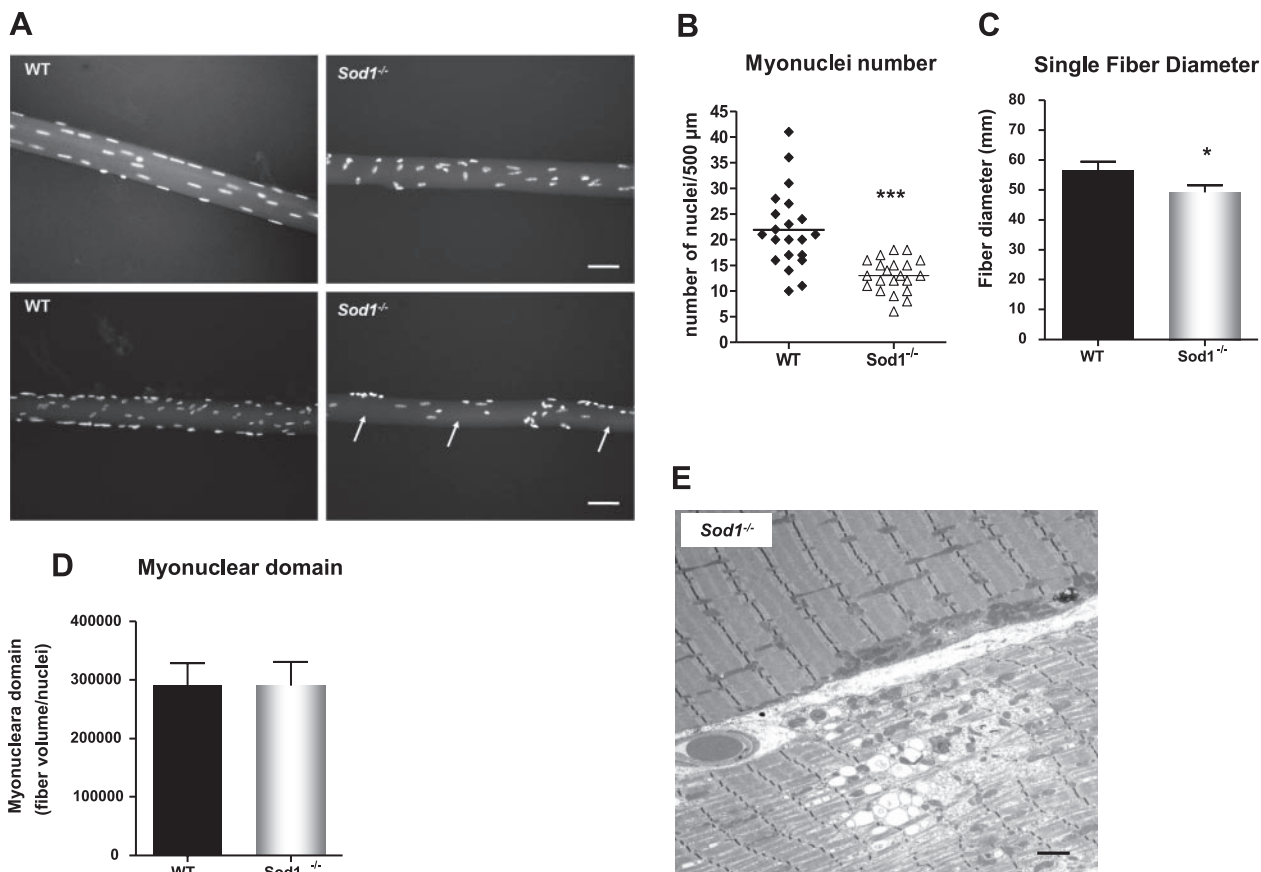 A
WT
Sod1-/-
WT
Sod1-/-
B
Myonuclei number
number of nuclei/500 µm
45
40
35
30
25
20
15
10
5
0
***
WT
Sod1-/-
C
Single Fiber Diameter
Fiber diameter (mm)
80
70
60
50
40
30
20
10
0
*
WT
Sod1-/-
D
Myonuclear domain
Myonucleara domain
(fiber volume/nuclei)
400000
300000
200000
100000
0
WT
Sod1 -/-
E
Sod1-/-